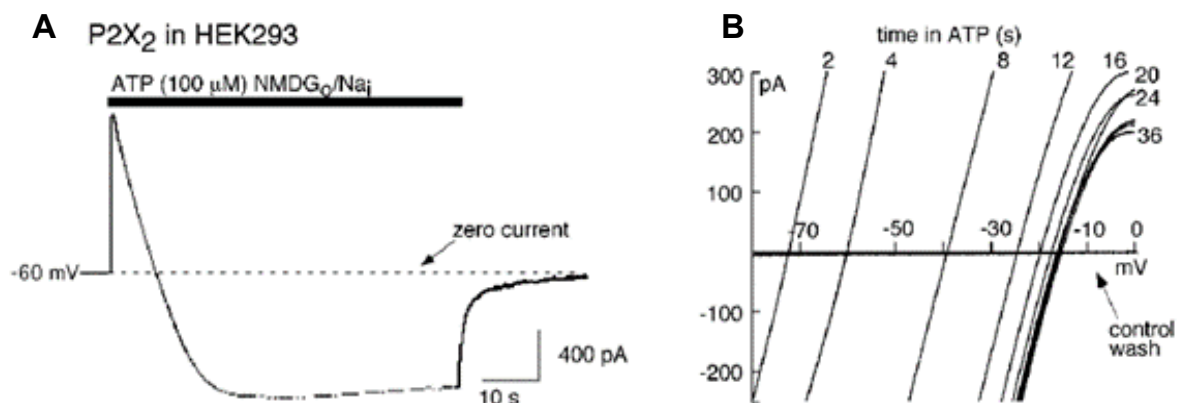 A
P2X2 in HEK293
ATP (100 µM) NMDGo/Nai
zero current
-60 mV
400 pA
10 s
B
time in ATP (s)
2 4 8 12 16
20
24
36
300
pA
200
100
-70 -50 -30 -10 0
mV
-100
control
wash
-200